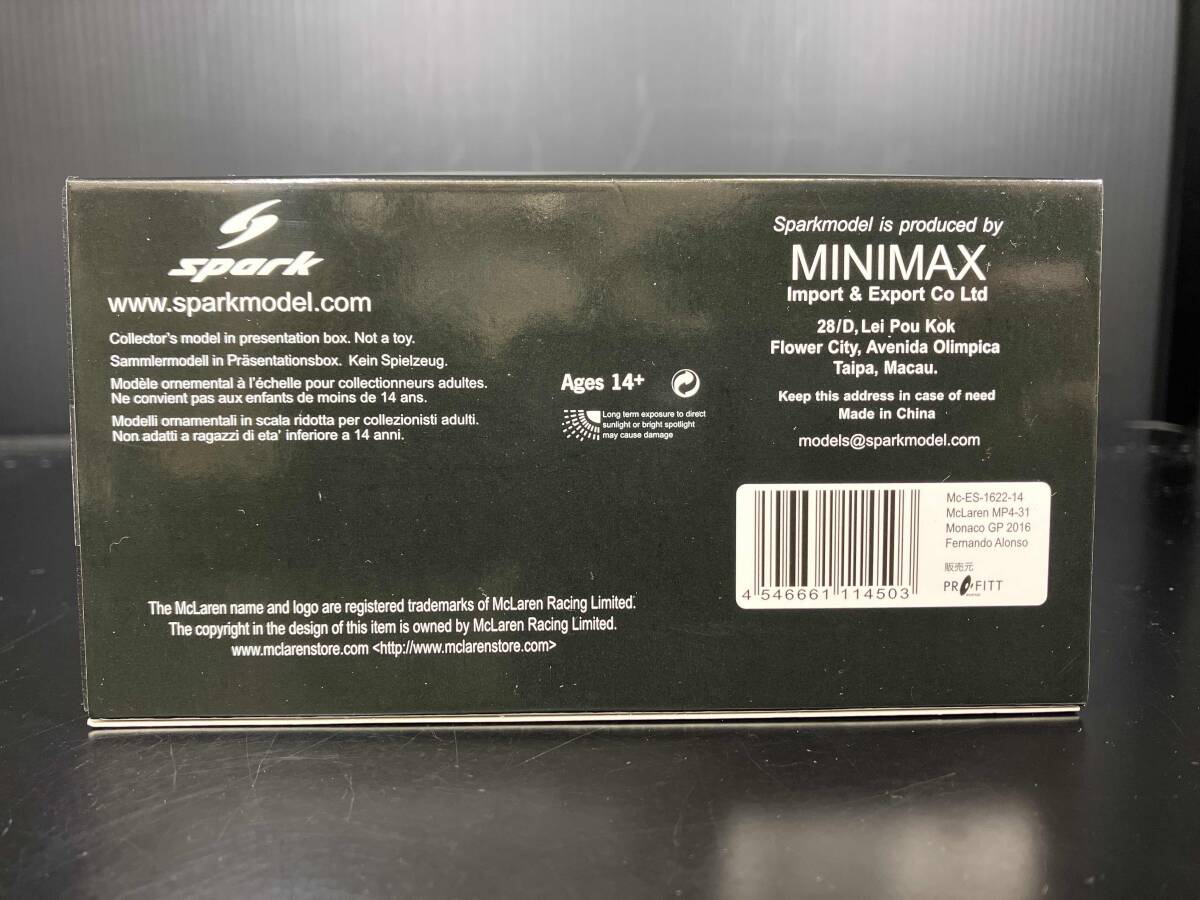 spark
www.sparkmodel.com
Collector's model in presentation box. Not a toy.
Sammlermodell in Präsentationsbox. Kein Spielzeug.
Modèle ornemental à l'échelle pour collectionneurs adultes.
Ne convient pas aux enfants de moins de 14 ans.
Modelli ornamentali in scala ridotta per collezionisti adulti.
Non adatti a ragazzi di eta' inferiore a 14 anni.
Ages 14+
Long term exposure to direct
sunlight or bright spotlight
may cause damage
Sparkmodel is produced by
MINIMAX
Import & Export Co Ltd
28/D, Lei Pou Kok
Flower City, Avenida Olimpica
Taipa, Macau.
Keep this address in case of need
Made in China
models@sparkmodel.com
Mc-ES-1622-14
McLaren MP4-31
Monaco GP 2016
Fernando Alonso
販売元
PROFITT
4 546661 114503
The McLaren name and logo are registered trademarks of McLaren Racing Limited.
The copyright in the design of this item is owned by McLaren Racing Limited.
www.mclarenstore.com <http://www.mclarenstore.com>